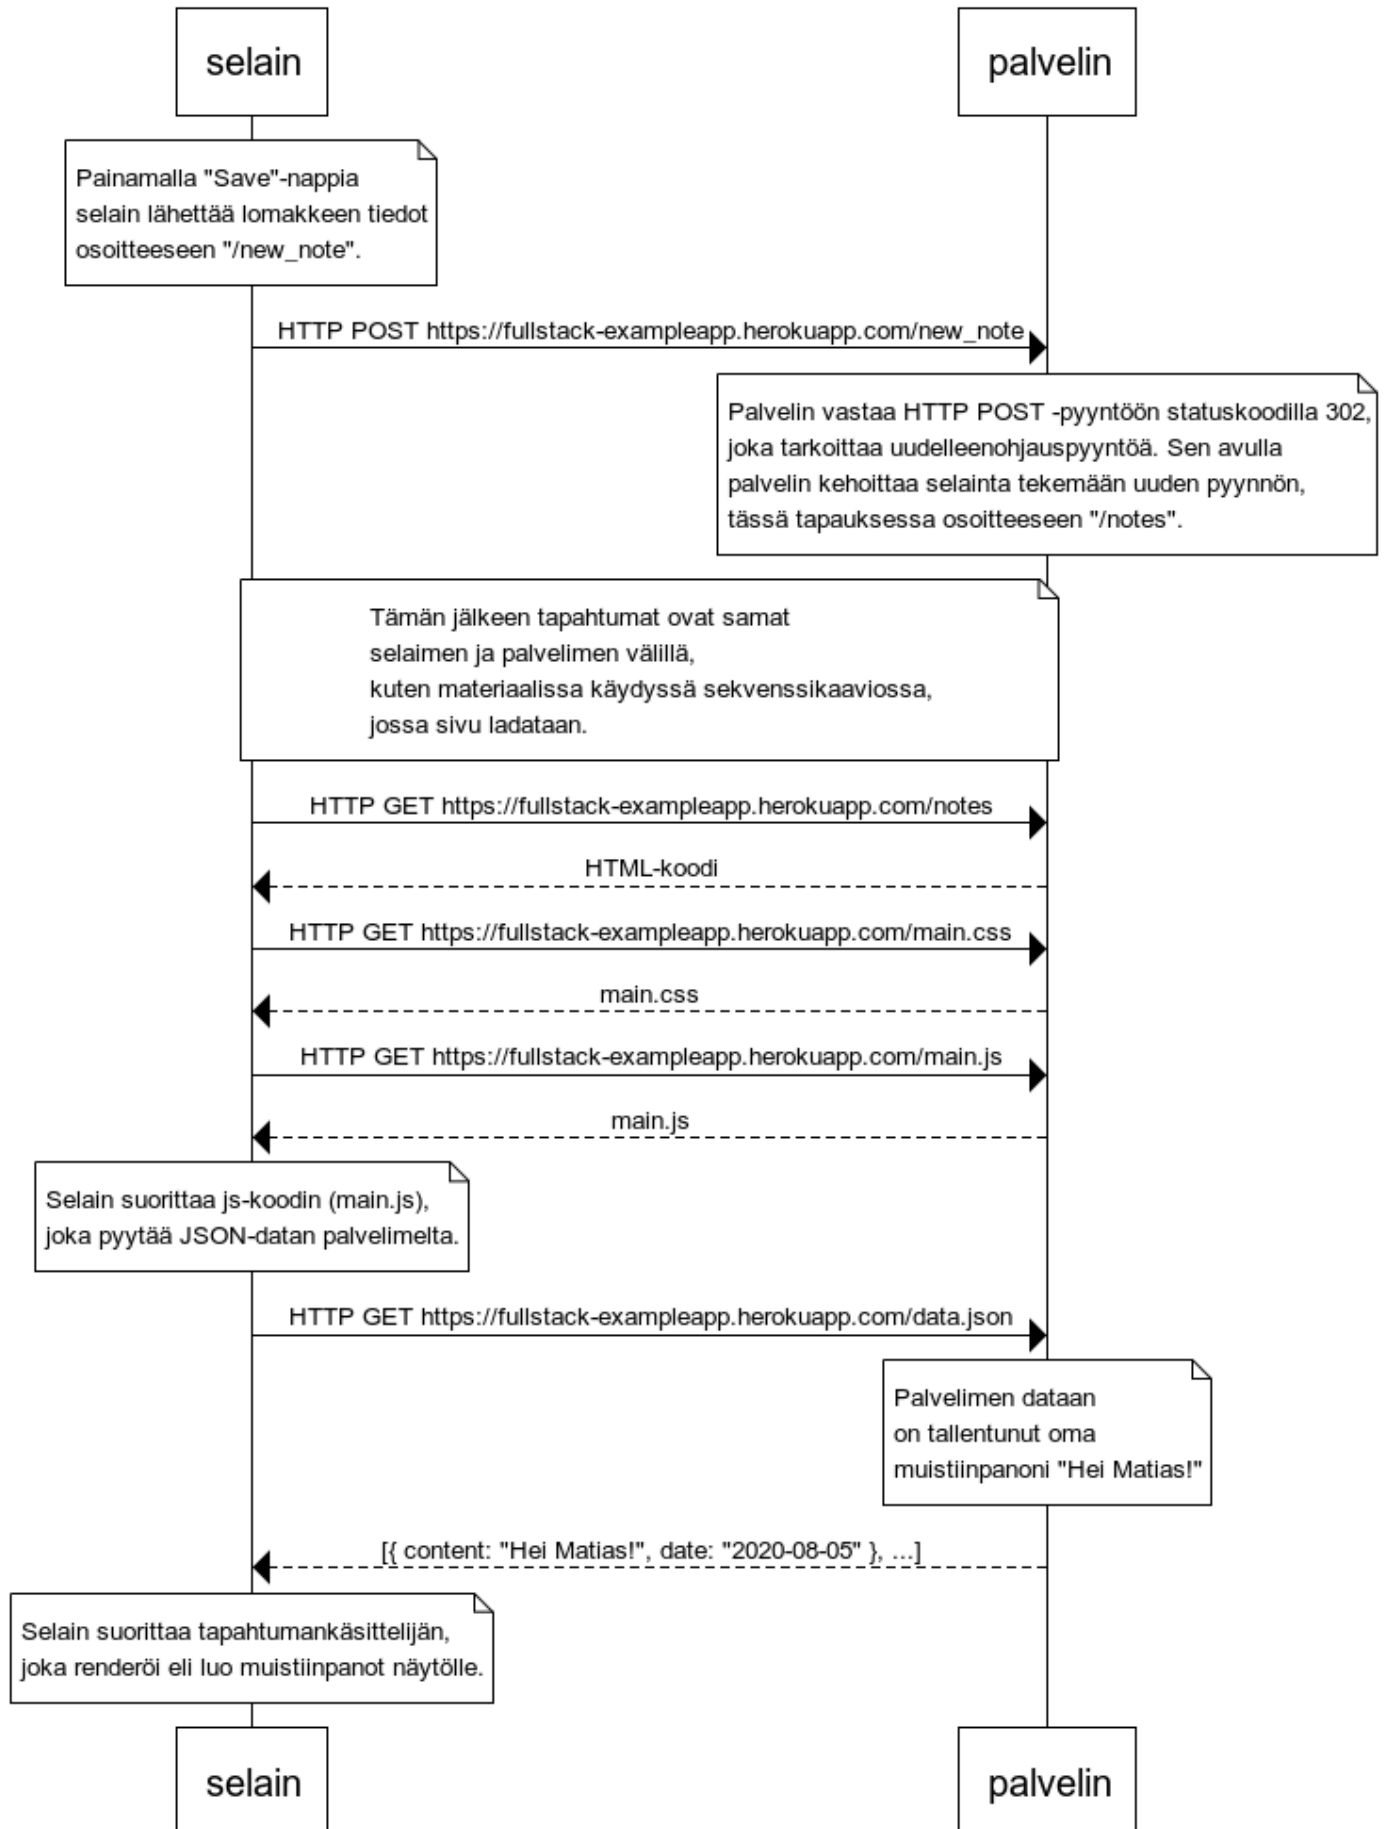 selain
palvelin
Painamalla "Save"-nappia
selain lähettää lomakkeen tiedot
osoitteeseen "/new_note".
HTTP POST https://fullstack-exampleapp.herokuapp.com/new_note
Palvelin vastaa HTTP POST -pyyntöön statuskoodilla 302,
joka tarkoittaa uudelleenohjauspyyntöä. Sen avulla
palvelin kehoittaa selainta tekemään uuden pyynnön,
tässä tapauksessa osoitteeseen "/notes".
Tämän jälkeen tapahtumat ovat samat
selaimen ja palvelimen välillä,
kuten materiaalissa käydyssä sekvenssikaaviossa,
jossa sivu ladataan.
HTTP GET https://fullstack-exampleapp.herokuapp.com/notes
HTML-koodi
HTTP GET https://fullstack-exampleapp.herokuapp.com/main.css
main.css
HTTP GET https://fullstack-exampleapp.herokuapp.com/main.js
main.js
Selain suorittaa js-koodin (main.js),
joka pyytää JSON-datan palvelimelta.
HTTP GET https://fullstack-exampleapp.herokuapp.com/data.json
Palvelimen dataan
on tallentunut oma
muistiinpanoni "Hei Matias!"
[{ content: "Hei Matias!", date: "2020-08-05" }, ...]
Selain suorittaa tapahtumankäsittelijän,
joka renderöi eli luo muistiinpanot näytölle.
selain
palvelin